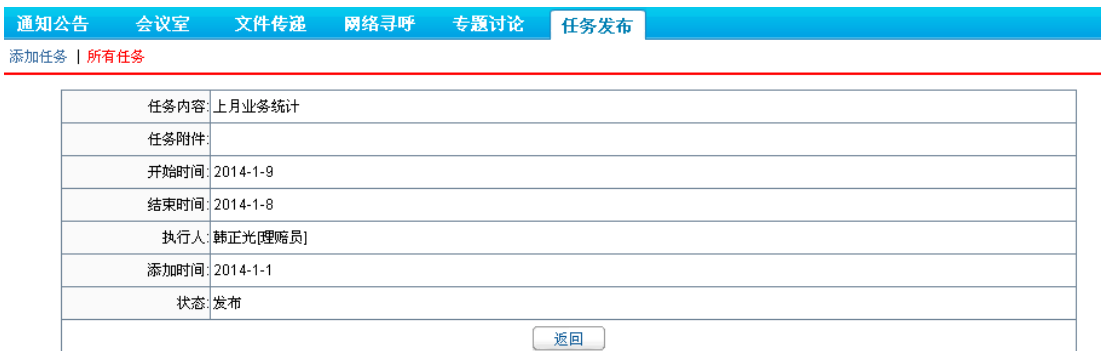 通知公告 会议室 文件传递 网络寻呼 专题讨论 任务发布
添加任务 | 所有任务
任务内容: 上月业务统计
任务附件:
开始时间: 2014-1-9
结束时间: 2014-1-8
执行人: 韩正光[理赔员]
添加时间: 2014-1-1
状态: 发布
返回